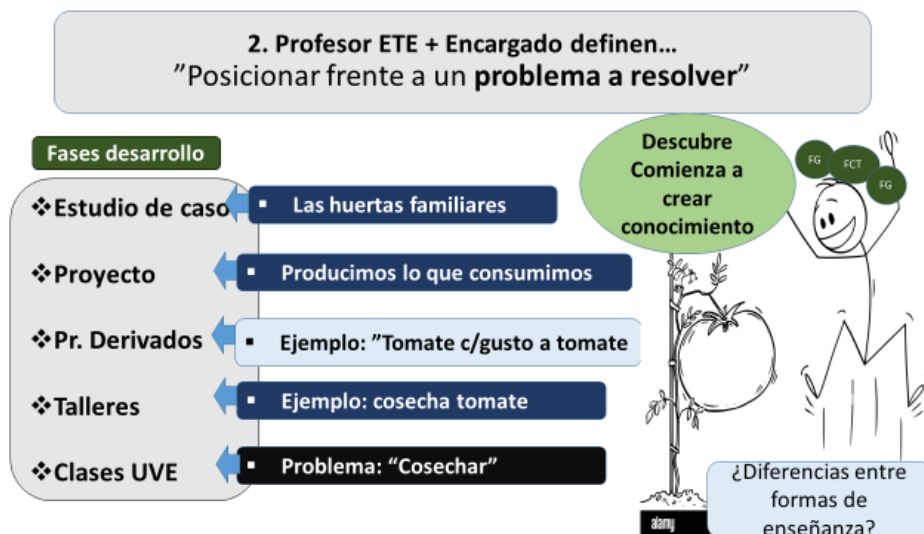 2. Profesor ETE + Encargado definen...
”Posicionar frente a un problema a resolver”
Fases desarrollo
❖Estudio de caso
▪ Las huertas familiares
❖Proyecto
▪ Producimos lo que consumimos
❖Pr. Derivados
▪ Ejemplo: ”Tomate c/gusto a tomate
❖Talleres
▪ Ejemplo: cosecha tomate
❖Clases UVE
▪ Problema: “Cosechar”
Descubre
Comienza a
crear
conocimiento
FG
FCT
FG
alamy
¿Diferencias entre
formas de
enseñanza?